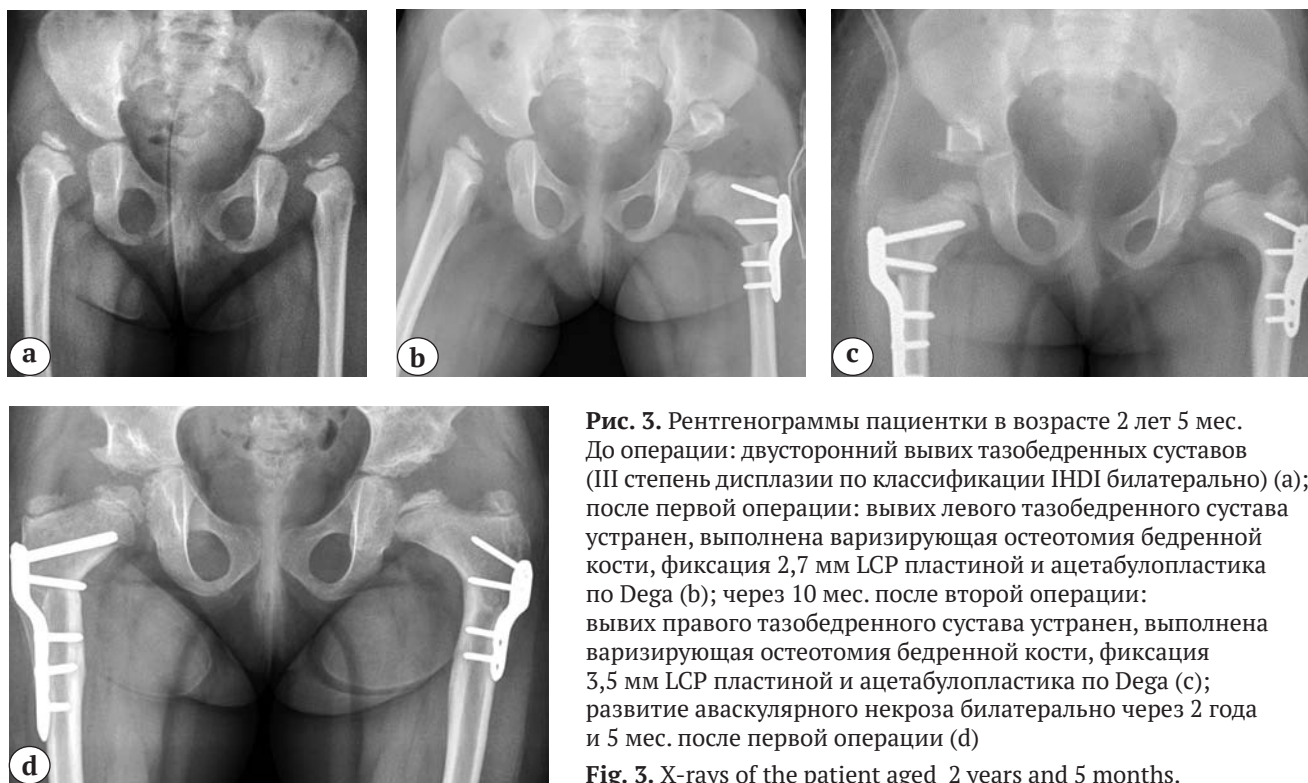 a
b
c
d
Рис. 3. Рентгенограммы пациентки в возрасте 2 лет 5 мес.
До операции: двусторонний вывих тазобедренных суставов
(III степень дисплазии по классификации IHDI билатерально) (a);
после первой операции: вывих левого тазобедренного сустава
устранен, выполнена варизирующая остеотомия бедренной
кости, фиксация 2,7 мм LCP пластиной и ацетабулопластика
по Dega (b); через 10 мес. после второй операции:
вывих правого тазобедренного сустава устранен, выполнена
варизирующая остеотомия бедренной кости, фиксация
3,5 мм LCP пластиной и ацетабулопластика по Dega (c);
развитие аваскулярного некроза билатерально через 2 года
и 5 мес. после первой операции (d)
Fig. 3. X-rays of the patient aged 2 years and 5 months.